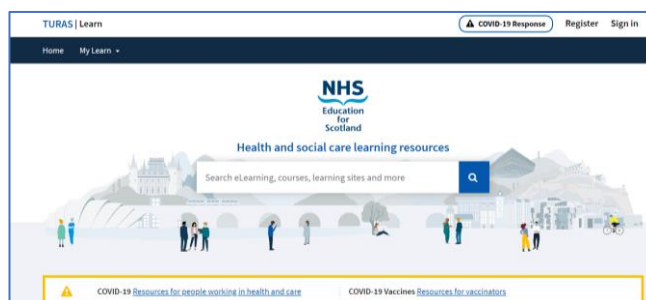 TURAS | Learn
COVID-19 Response Register Sign in
Home My Learn
NHS
Education
for
Scotland
Health and social care learning resources
Search eLearning, courses, learning sites and more
COVID-19 Resources for people working in health and care COVID-19 Vaccines Resources for vaccinators